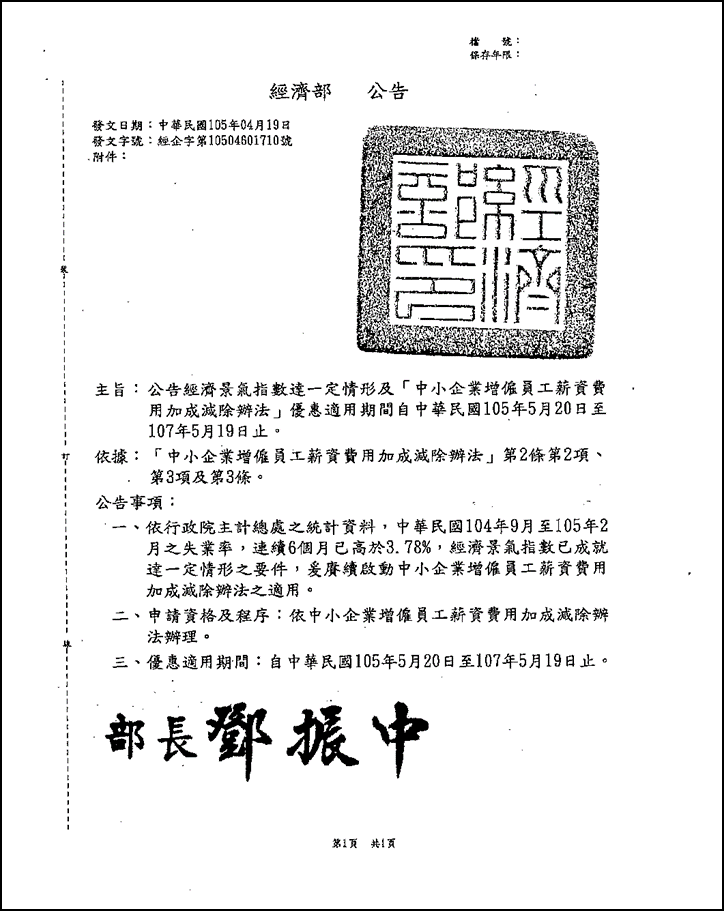 檔　號：
保存年限：
經濟部　公告
發文日期：中華民國105年04月19日
發文字號：經企字第10504601710號
附件：
經濟部印
主旨：公告經濟景氣指數達一定情形及「中小企業增僱員工薪資費
用加成減除辦法」優惠適用期間自中華民國105年5月20日至
107年5月19日止。
依據：「中小企業增僱員工薪資費用加成減除辦法」第2條第2項、
第3項及第3條。
公告事項：
一、依行政院主計總處之統計資料，中華民國104年9月至105年2
月之失業率，連續6個月已高於3.78%，經濟景氣指數已成就
達一定情形之要件，爰賡續啟動中小企業增僱員工薪資費用
加成減除辦法之適用。
二、申請資格及程序：依中小企業增僱員工薪資費用加成減除辦
法辦理。
三、優惠適用期間：自中華民國105年5月20日至107年5月19日止。
部長鄧振中
裝
訂
線
第1頁　共1頁